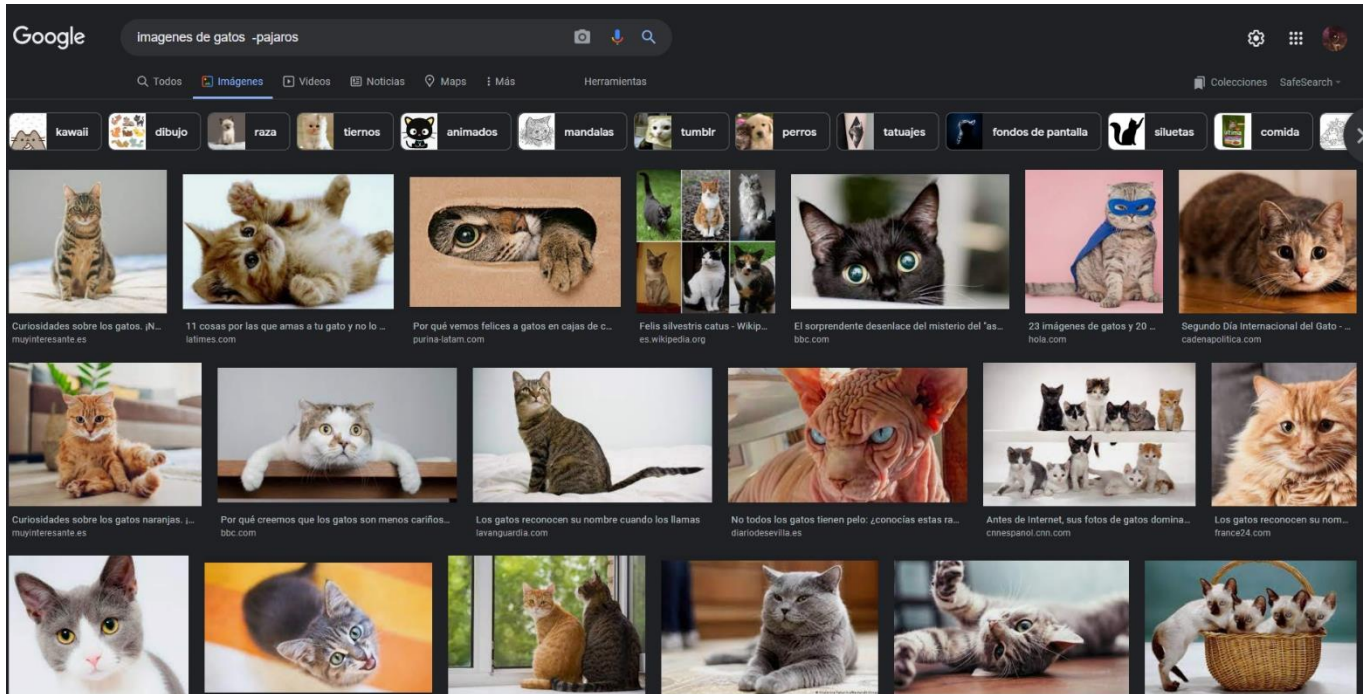 Google
imagenes de gatos -pajaros
Todos Imágenes Videos Noticias Maps Más Herramientas Colecciones SafeSearch
kawaii dibujo raza tiernos animados mandalas tumblr perros tatuajes fondos de pantalla siluetas comida
Curiosidades sobre los gatos. ¡N... 11 cosas por las que amas a tu gato y no lo ... Por qué vemos felices a gatos en cajas de c... Felis silvestris catus - Wikip... El sorprendente desenlace del misterio del "as... 23 imágenes de gatos y 20 ... Segundo Día Internacional del Gato - ...
muyinteresante.es latimes.com purina-latam.com es.wikipedia.org bbc.com hola.com cadenapolitica.com
Curiosidades sobre los gatos naranjas. ¡... Por qué creemos que los gatos son menos cariños... Los gatos reconocen su nombre cuando los llamas No todos los gatos tienen pelo: ¿conocías estas ra... Antes de Internet, sus fotos de gatos domina... Los gatos reconocen su nom...
muyinteresante.es bbc.com lavanguardia.com diariodesevilla.es cnnespanol.cnn.com france24.com